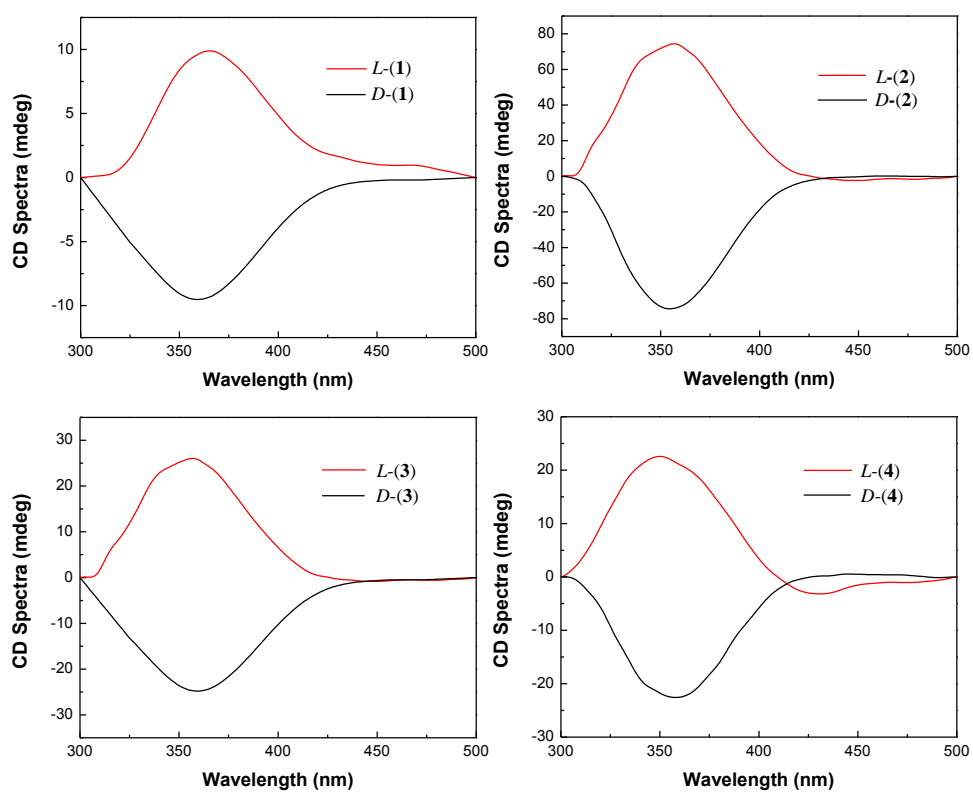 CD Spectra (mdeg)
10
5
0
-5
-10
L-(1)
D-(1)
300 350 400 450 500
Wavelength (nm)
CD Spectra (mdeg)
80
60
40
20
0
-20
-40
-60
-80
L-(2)
D-(2)
300 350 400 450 500
Wavelength (nm)
CD Spectra (mdeg)
30
20
10
0
-10
-20
-30
L-(3)
D-(3)
300 350 400 450 500
Wavelength (nm)
CD Spectra (mdeg)
30
20
10
0
-10
-20
-30
L-(4)
D-(4)
300 350 400 450 500
Wavelength (nm)